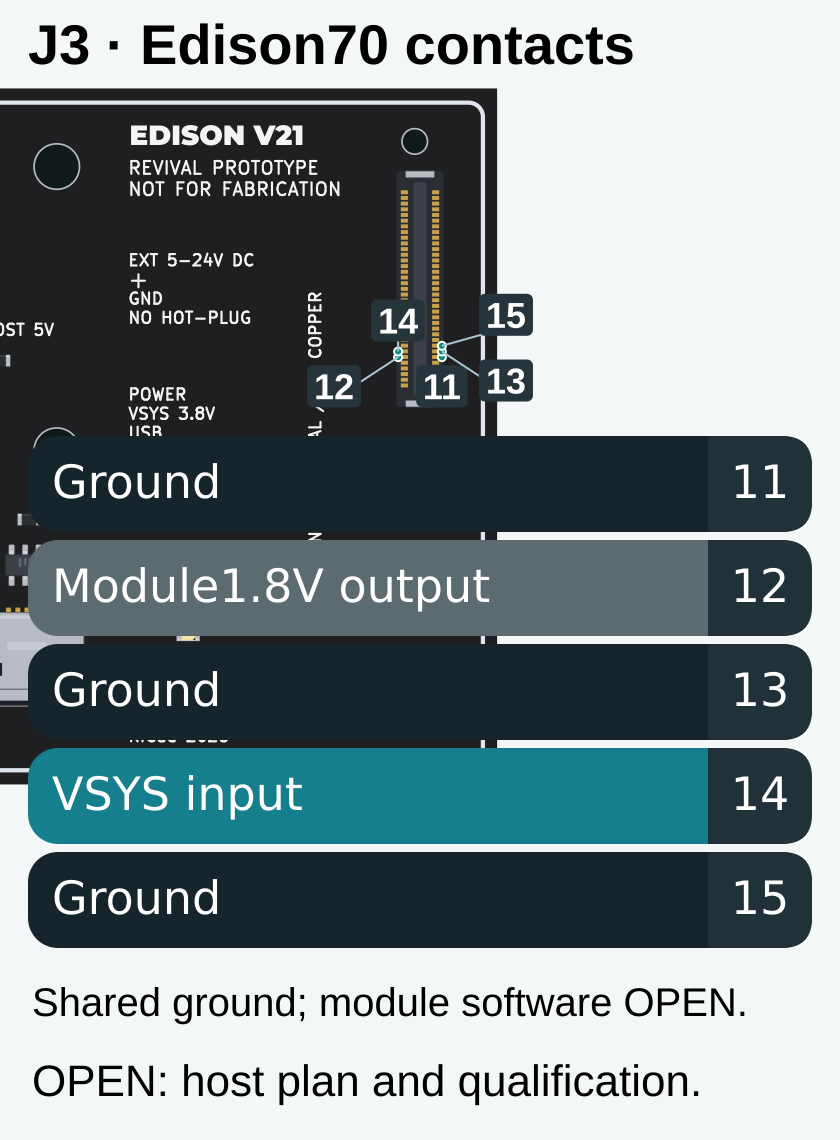 J3 · Edison70 contacts
EDISON V21
REVIVAL PROTOTYPE
NOT FOR FABRICATION
EXT 5–24V DC
+
GND
NO HOT–PLUG
5V
COPPER
14
15
12
11
13
POWER
VSYS 3.8V
USB
Ground 11
Module1.8V output 12
Ground 13
VSYS input 14
Ground 15
Shared ground; module software OPEN.
OPEN: host plan and qualification.